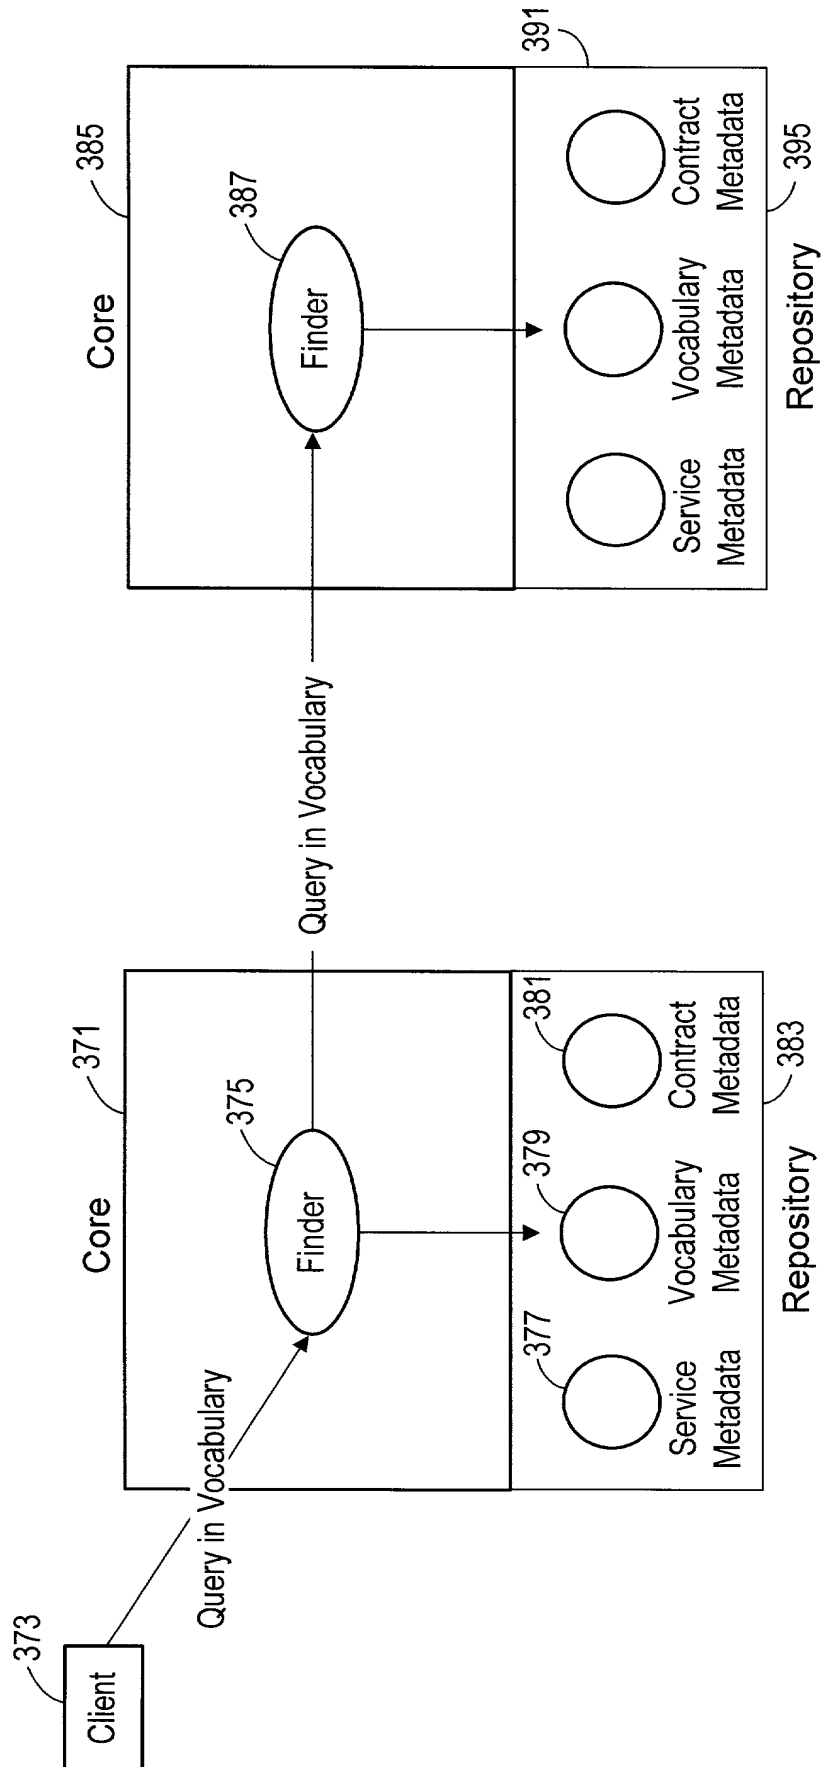 373
Client
Query in Vocabulary
Core
371
375
Finder
377
Service
Metadata
379
Vocabulary
Metadata
381
Contract
Metadata
383
Repository
Query in Vocabulary
Core
385
387
Finder
391
Service
Metadata
Vocabulary
Metadata
Contract
Metadata
395
Repository